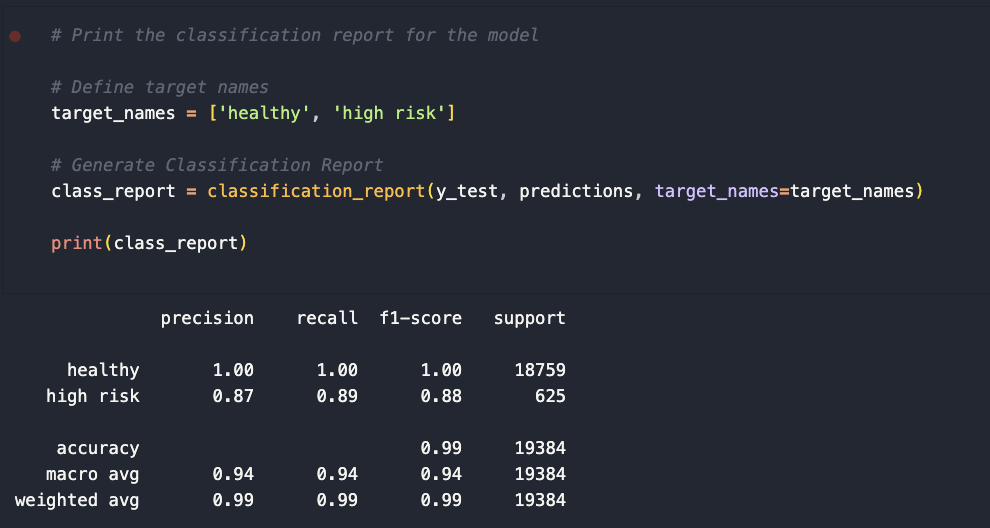 # Print the classification report for the model
# Define target names
target_names = ['healthy', 'high risk']
# Generate Classification Report
class_report = classification_report(y_test, predictions, target_names=target_names)
print(class_report)
precision recall f1-score support
healthy 1.00 1.00 1.00 18759
high risk 0.87 0.89 0.88 625
accuracy 0.99 19384
macro avg 0.94 0.94 0.94 19384
weighted avg 0.99 0.99 0.99 19384